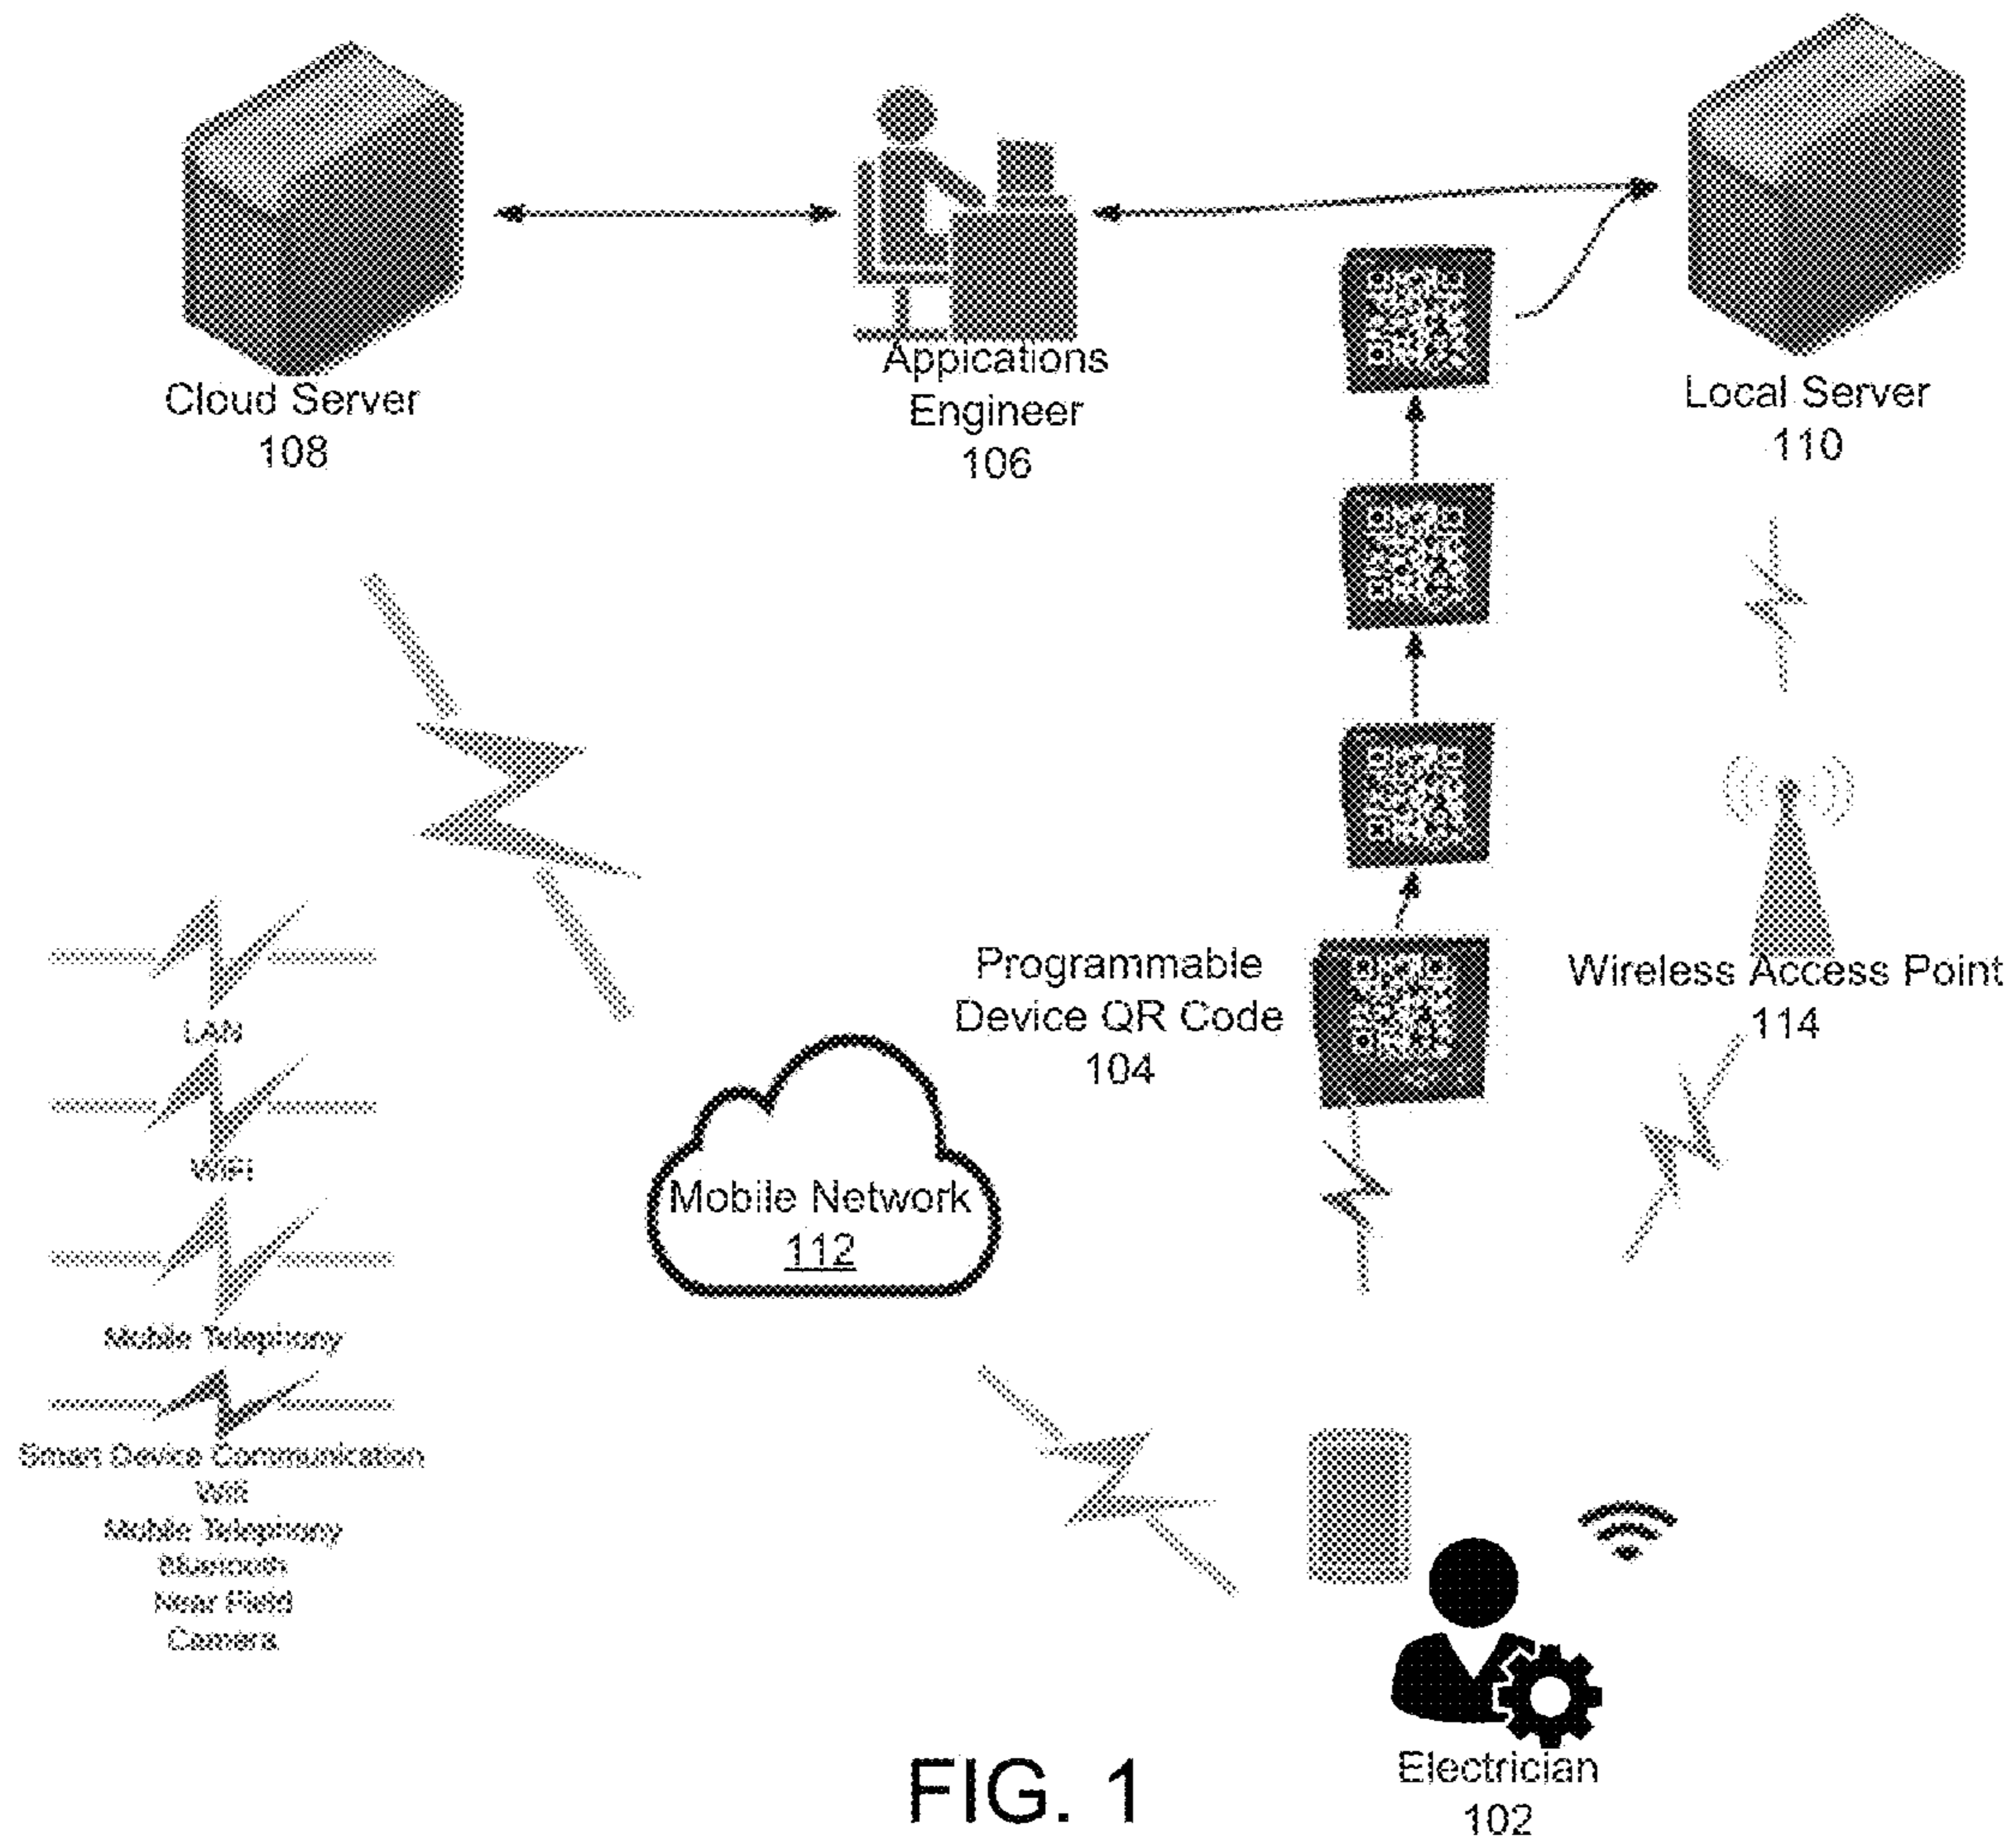 Cloud Server
108
Appications
Engineer
106
Local Server
110
Programmable
Device QR Code
104
Wireless Access Point
114
Mobile Network
112
LAN
WIFI
Mobile Telephony
Smart Device Communication
Wifi
Mobile Telephony
Bluetooth
Near Field
Camera
Electrician
102
FIG. 1